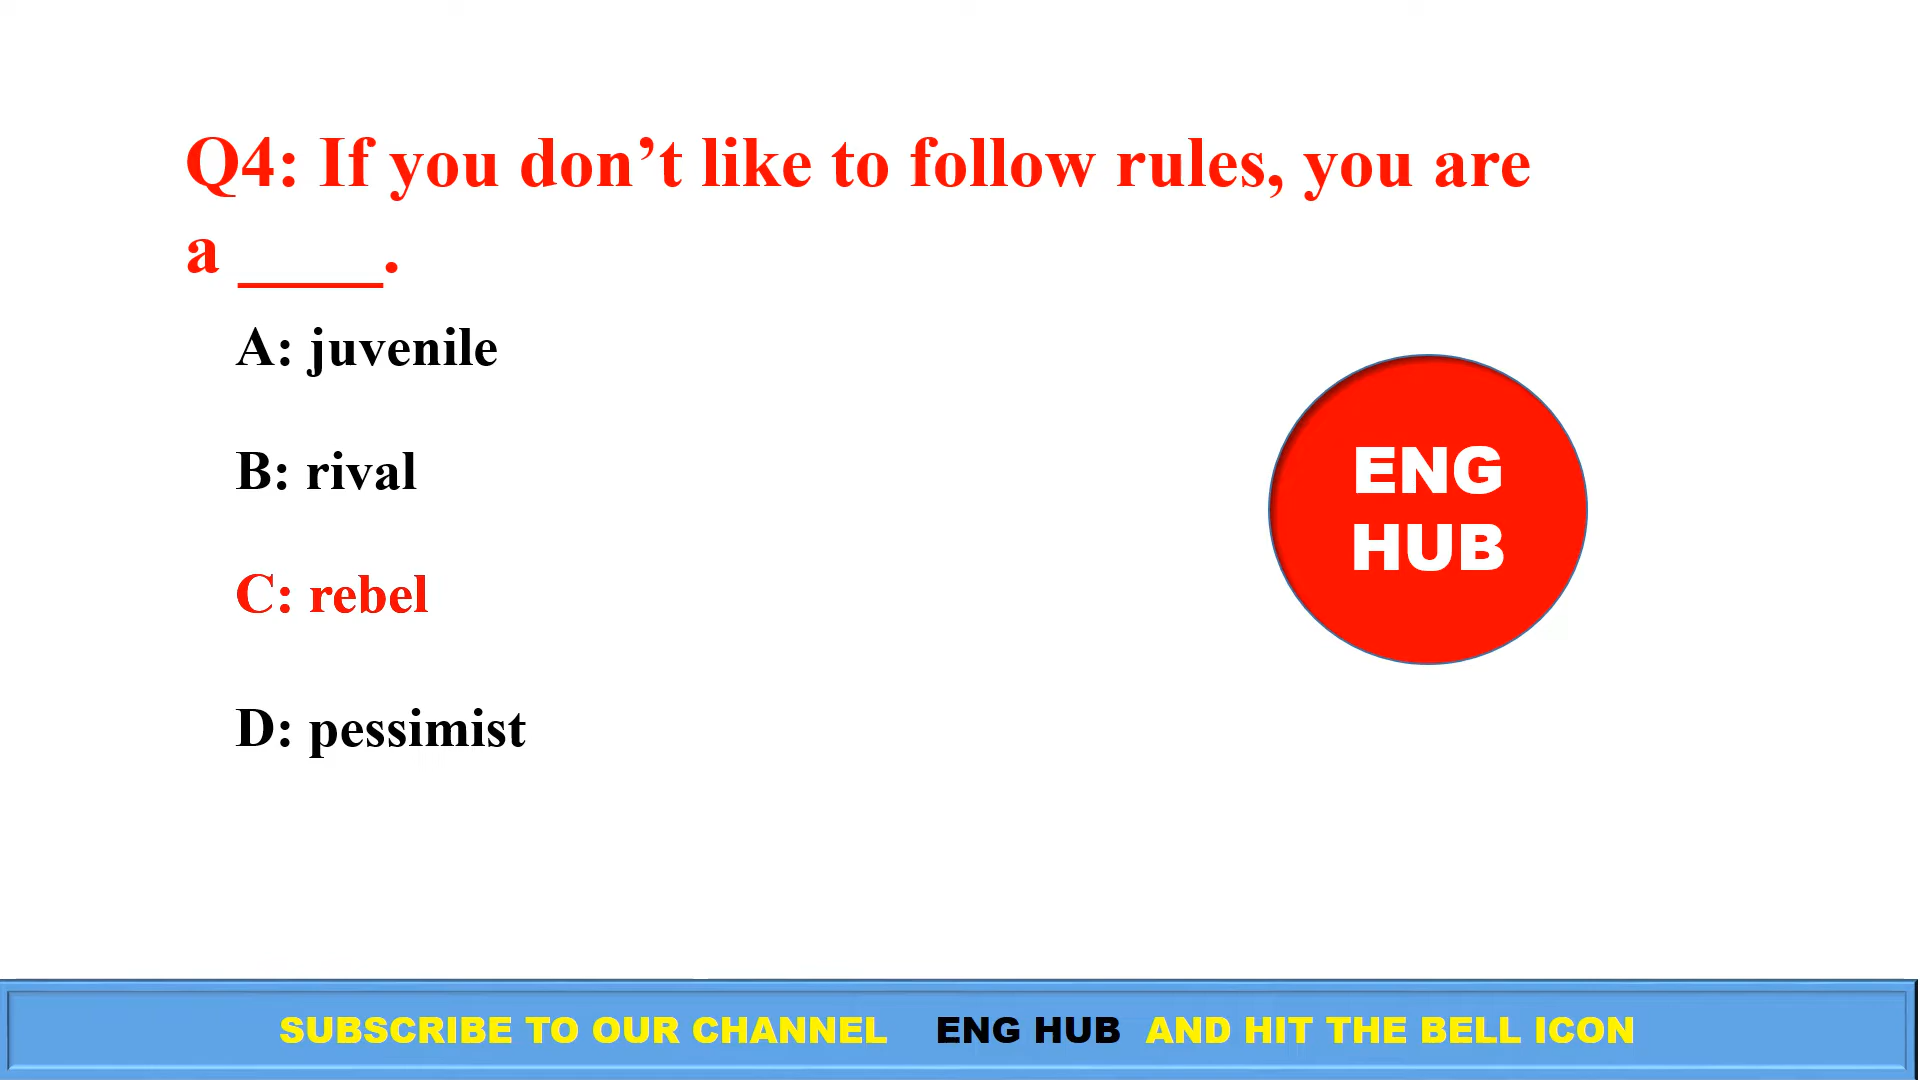 Q4: If you don’t like to follow rules, you are
a ____.
A: juvenile
B: rival
C: rebel
D: pessimist
ENG
HUB
SUBSCRIBE TO OUR CHANNEL ENG HUB AND HIT THE BELL ICON